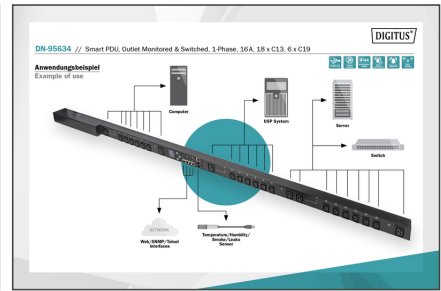 DIGITUS®
DN-95634 // Smart PDU, Outlet Monitored & Switched, 1-Phase, 16A, 18 x C13, 6 x C19
Anwendungsbeispiel
Example of use
Computer
USP System
Server
Switch
NETWORK
Web/SNMP/Telnet
interfaces
Temperature/Humidity/
Smoke/Leaks
Sensor